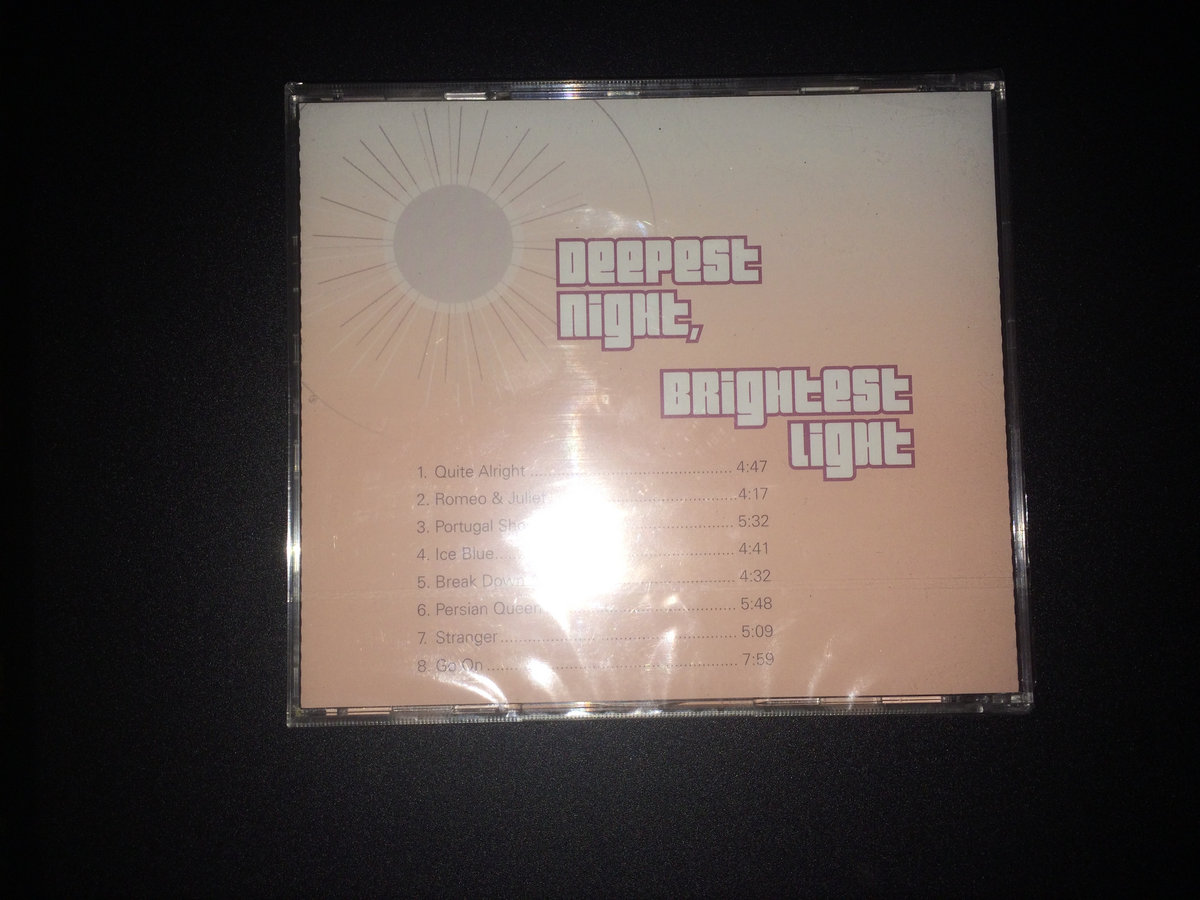 Deepest
Night,
Brightest
Light
1. Quite Alright 4:47
2. Romeo & Juliet 4:17
3. Portugal 5:32
4. Ice Blue 4:41
5. Break Down 4:32
6. Persian Queen 5:48
7. Stranger 5:09
8. Go On 7:59